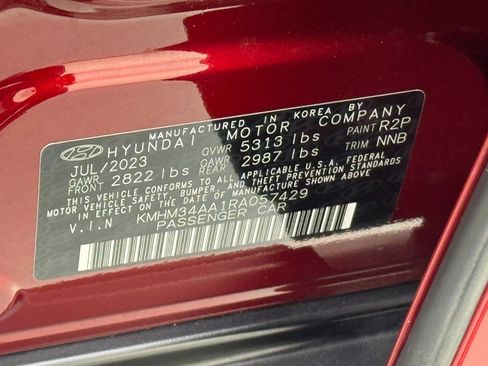 MANUFACTURED IN KOREA BY
HYUNDAI MOTOR COMPANY
JUL/2023 GVWR 5313 lbs PAINT R2P
GAWR FRONT 2822 lbs GAWR REAR 2987 lbs TRIM NNB
THIS VEHICLE CONFORMS TO ALL APPLICABLE U.S.A. FEDERAL
MOTOR VEHICLE SAFETY, BUMPER, AND THEFT PREVENTION STANDARDS
IN EFFECT ON THE DATE OF MANUFACTURE SHOWN ABOVE.
V.I.N KMHM34AA1RA057429
PASSENGER CAR